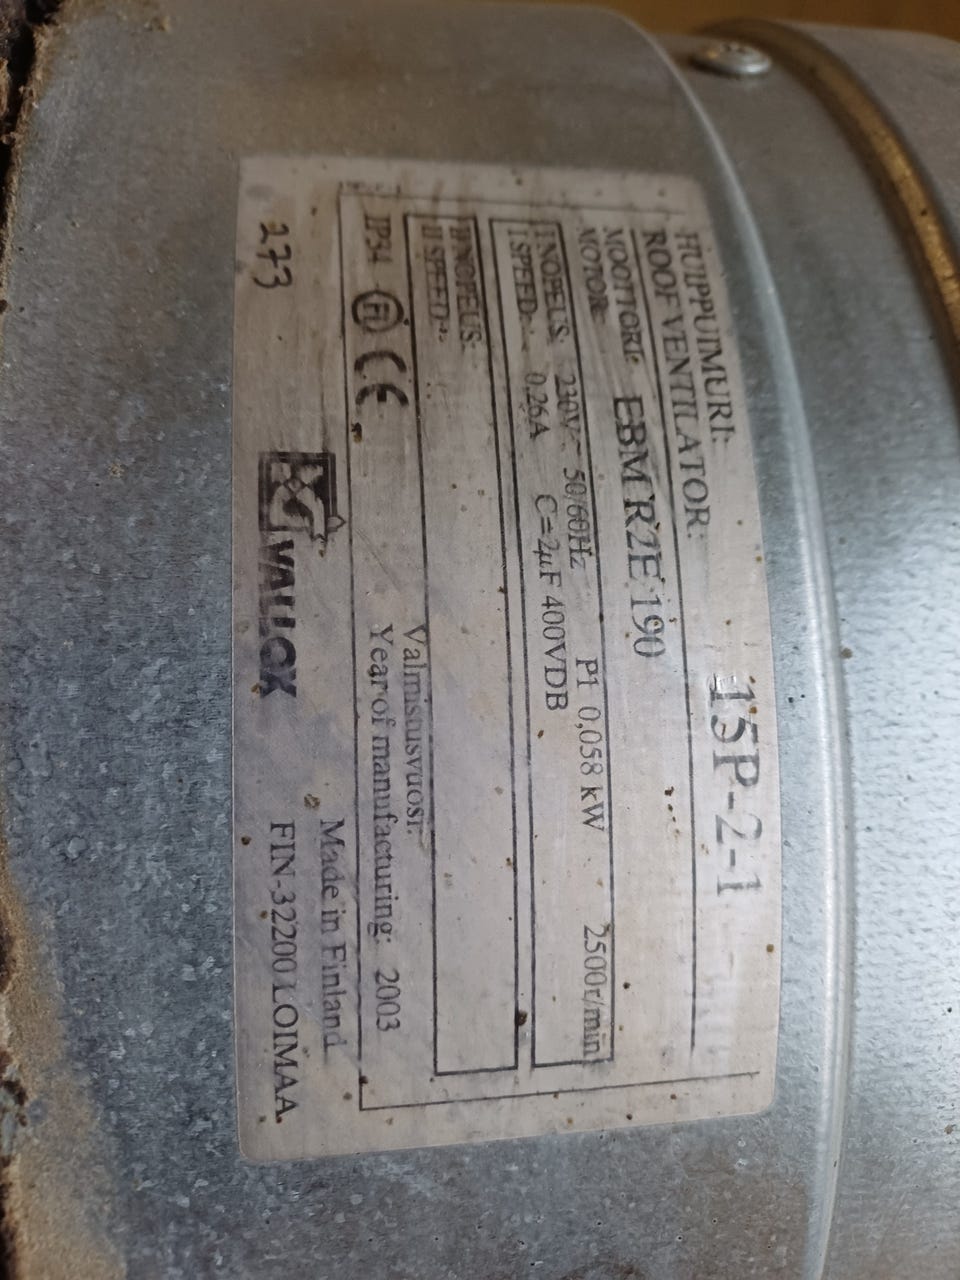 HUIPPUIMURI:
ROOF VENTILATOR: 15P-2-1
MOOTTORI: EBM R2E 190
MOTOR:
I NOPEUS: 230V~ 50/60Hz P1 0,058 kW 2500r/min
I SPEED: 0.26A C=2µF 400VDB
II NOPEUS:
II SPEED:
IP54 FI CE
Valmistusvuosi:
Year of manufacturing: 2003
273 VALLOX
Made in Finland
FIN-32200 LOIMAA